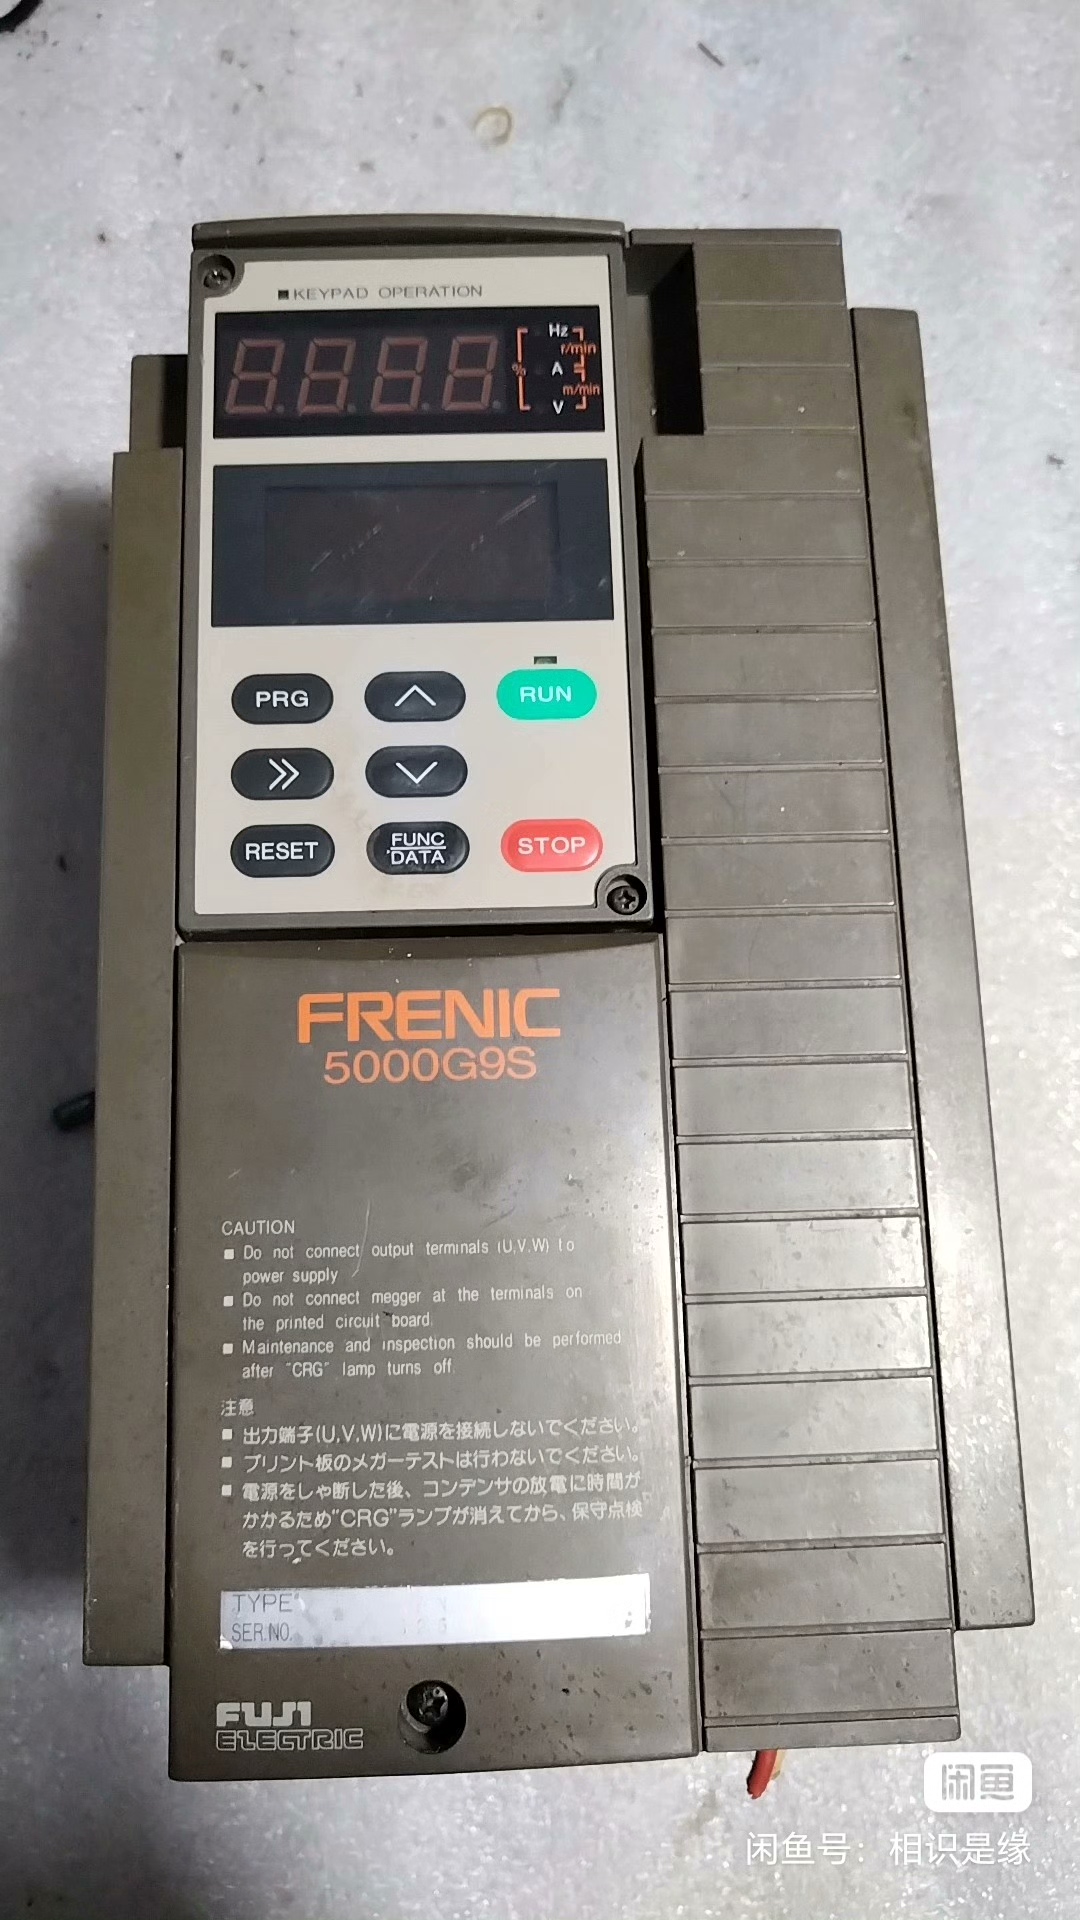 ■KEYPAD OPERATION
8.8.8.8.
Hz
r/min
% A
m/min
V
PRG
RUN
RESET
FUNC
DATA
STOP
FRENIC
5000G9S
CAUTION
■ Do not connect output terminals (U,V,W) to
power supply
■ Do not connect megger at the terminals on
the printed circuit board.
■ Maintenance and inspection should be performed
after "CRG" lamp turns off.
注意
■ 出力端子(U,V,W)に電源を接続しないでください。
■ プリント板のメガーテストは行わないでください。
■ 電源をしゃ断した後、コンデンサの放電に時間が
かかるため"CRG"ランプが消えてから、保守点検
を行ってください。
TYPE
SER.NO.
FUJI
ELECTRIC
闲鱼
闲鱼号：相识是缘